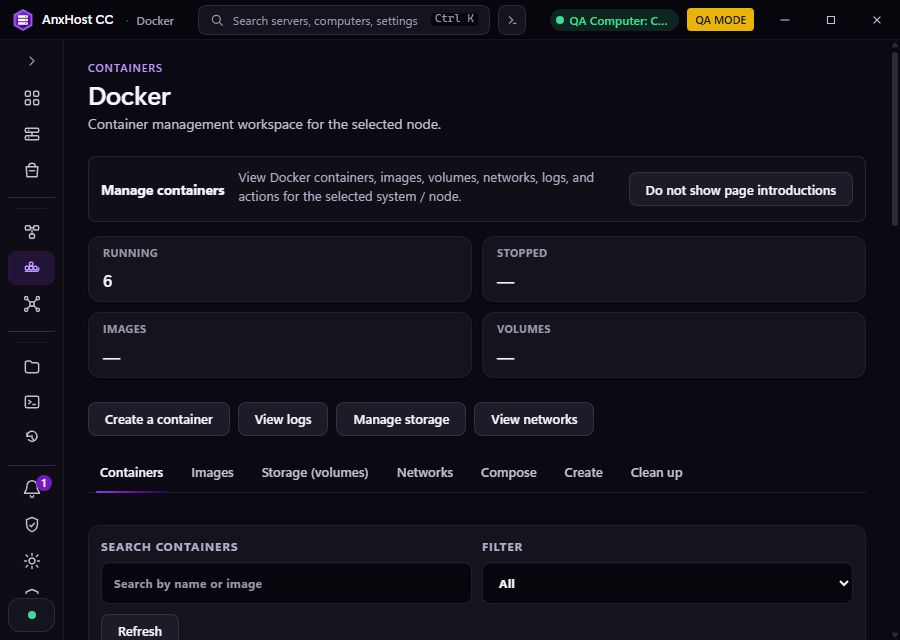 AnxHost CC · Docker
Search servers, computers, settings Ctrl K
QA Computer: C...
QA MODE
CONTAINERS
Docker
Container management workspace for the selected node.
Manage containers
View Docker containers, images, volumes, networks, logs, and
actions for the selected system / node.
Do not show page introductions
RUNNING
6
STOPPED
—
IMAGES
—
VOLUMES
—
Create a container
View logs
Manage storage
View networks
Containers
Images
Storage (volumes)
Networks
Compose
Create
Clean up
1
SEARCH CONTAINERS
Search by name or image
FILTER
All
Refresh